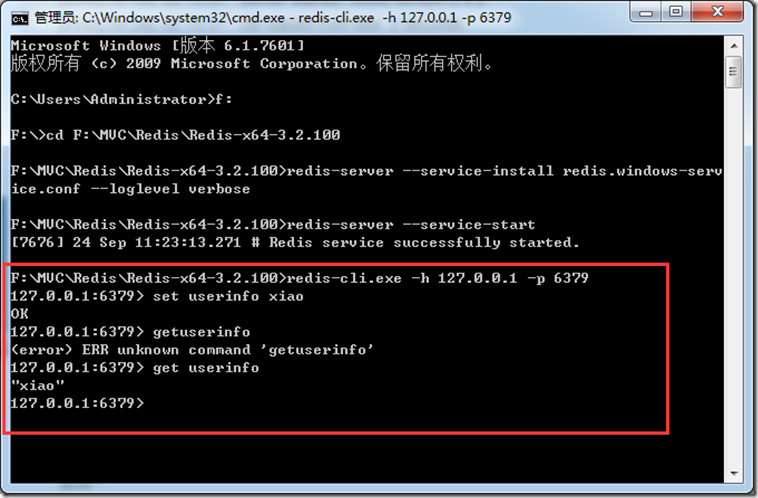 管理员: C:\Windows\system32\cmd.exe - redis-cli.exe  -h 127.0.0.1 -p 6379
Microsoft Windows [版本 6.1.7601]
版权所有 (c) 2009 Microsoft Corporation。保留所有权利。
C:\Users\Administrator>f:
F:\>cd F:\MVC\Redis\Redis-x64-3.2.100
F:\MVC\Redis\Redis-x64-3.2.100>redis-server --service-install redis.windows-serv
ice.conf --loglevel verbose
F:\MVC\Redis\Redis-x64-3.2.100>redis-server --service-start
[7676] 24 Sep 11:23:13.271 # Redis service successfully started.
F:\MVC\Redis\Redis-x64-3.2.100>redis-cli.exe -h 127.0.0.1 -p 6379
127.0.0.1:6379> set userinfo xiao
OK
127.0.0.1:6379> getuserinfo
(error) ERR unknown command 'getuserinfo'
127.0.0.1:6379> get userinfo
"xiao"
127.0.0.1:6379>